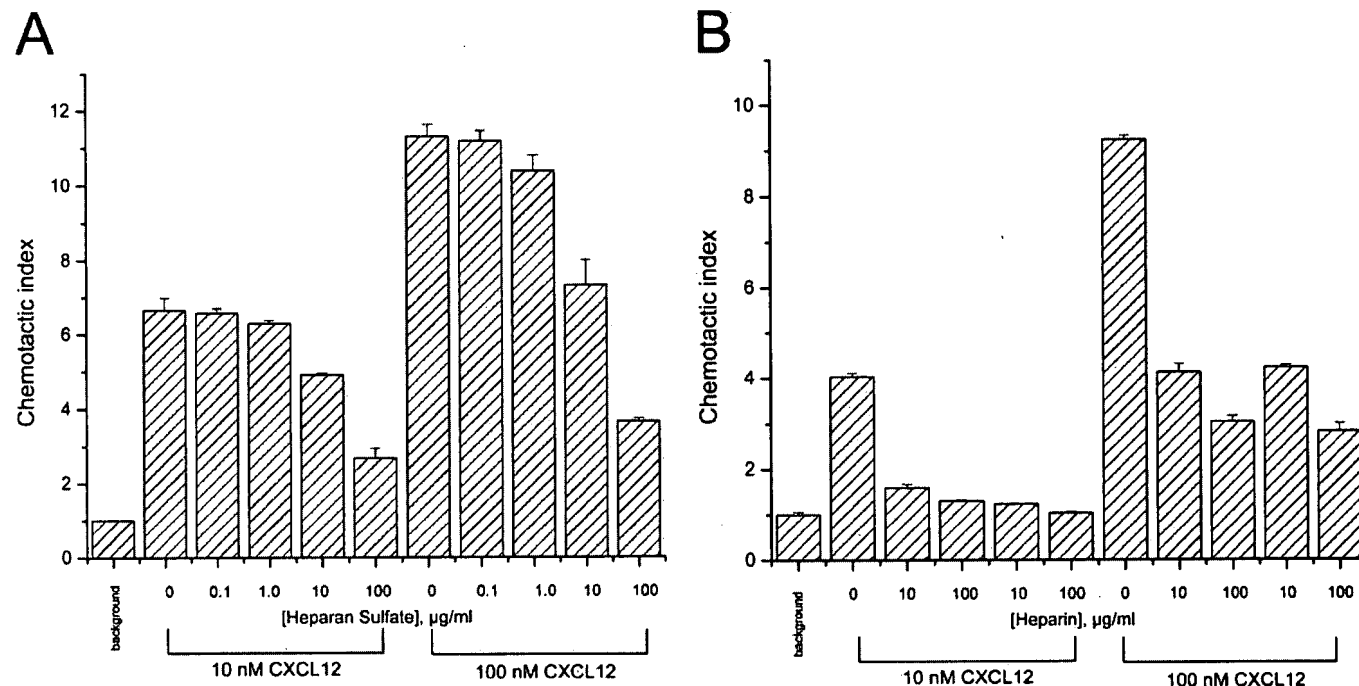 A
Chemotactic index
12
10
8
6
4
2
0
background
0 0.1 1.0 10 100 0 0.1 1.0 10 100
[Heparan Sulfate], µg/ml
10 nM CXCL12
100 nM CXCL12
B
Chemotactic index
10
8
6
4
2
0
background
0 10 100 10 100 0 10 100 10 100
[Heparin], µg/ml
10 nM CXCL12
100 nM CXCL12